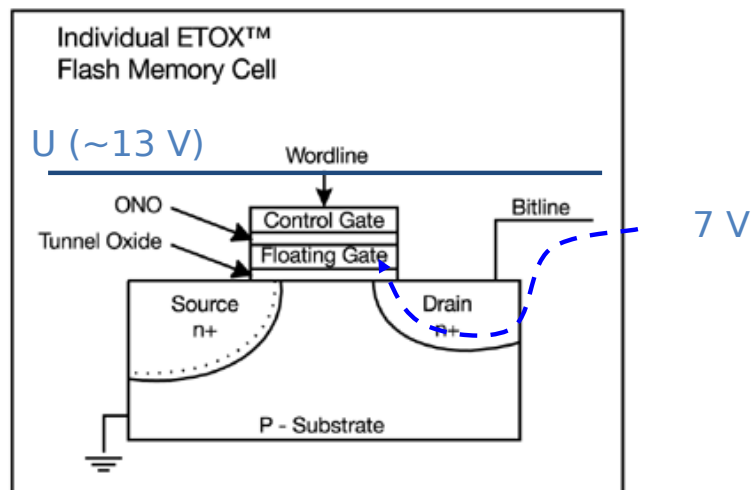 Individual ETOX™
Flash Memory Cell
U (~13 V)
Wordline
ONO
Control Gate
Bitline
7 V
Tunnel Oxide
Floating Gate
Source
n+
Drain
n+
P - Substrate